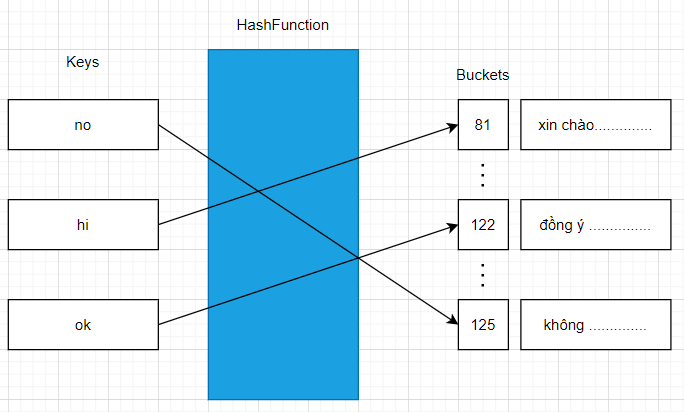 HashFunction
Keys
Buckets
no
81
xin chào..............
hi
122
đồng ý ...............
ok
125
không ..............